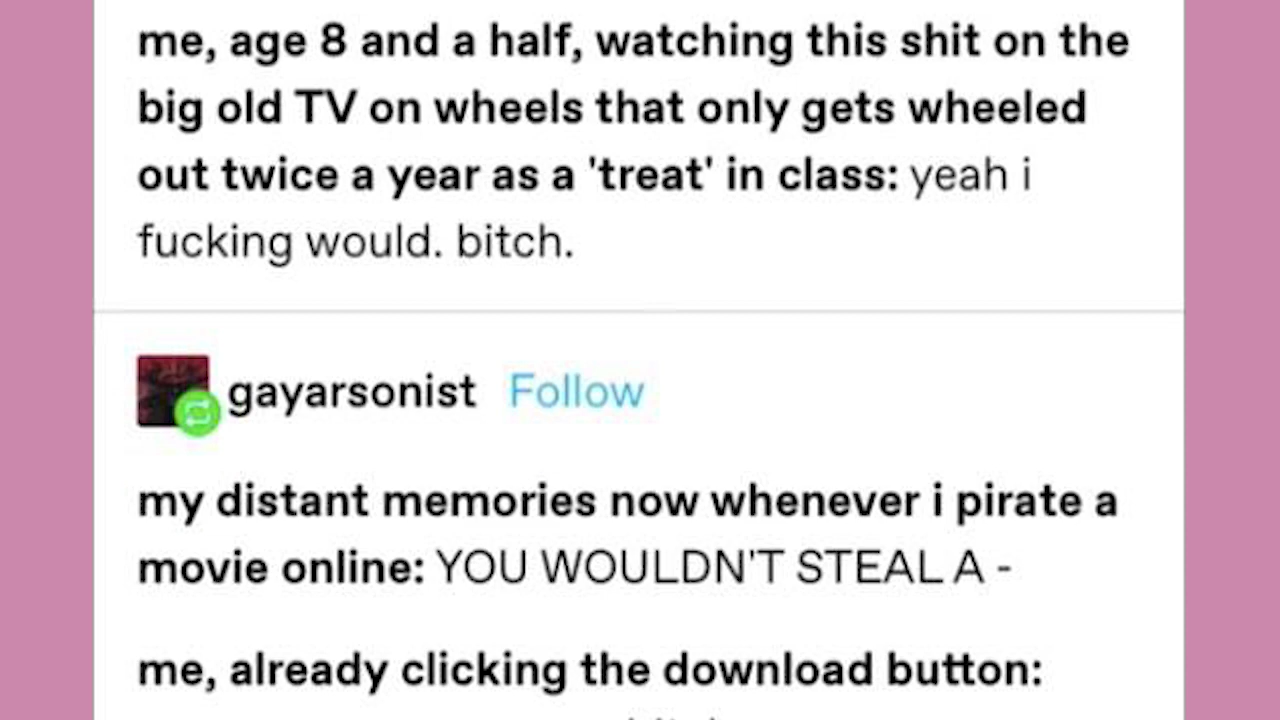 me, age 8 and a half, watching this shit on the
big old TV on wheels that only gets wheeled
out twice a year as a 'treat' in class: yeah i
fucking would. bitch.
gayarsonist Follow
my distant memories now whenever i pirate a
movie online: YOU WOULDN'T STEAL A -
me, already clicking the download button: